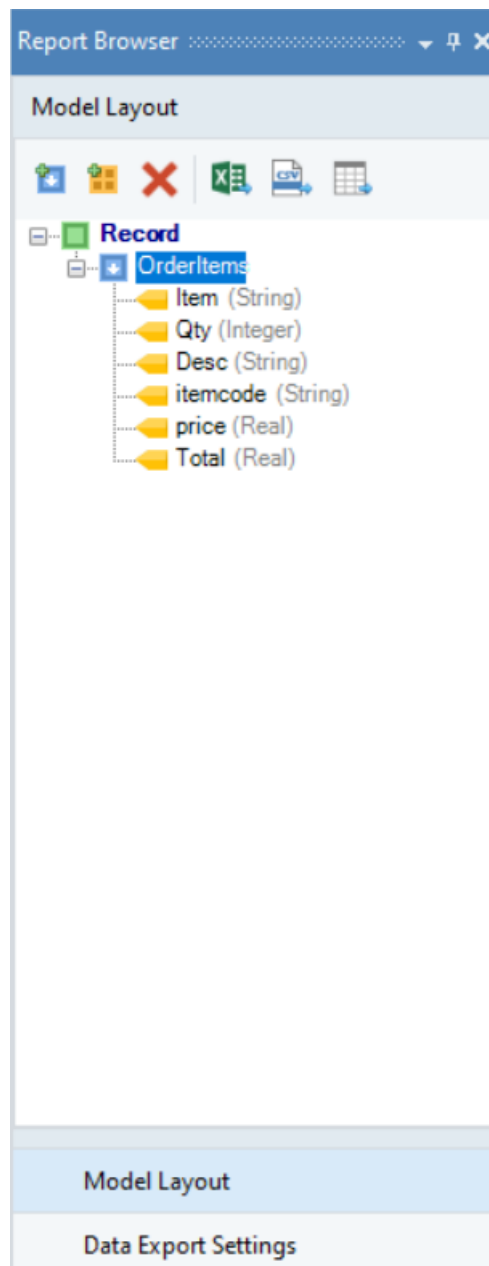 Report Browser
Model Layout
CSV
Record
OrderItems
Item (String)
Qty (Integer)
Desc (String)
itemcode (String)
price (Real)
Total (Real)
Model Layout
Data Export Settings